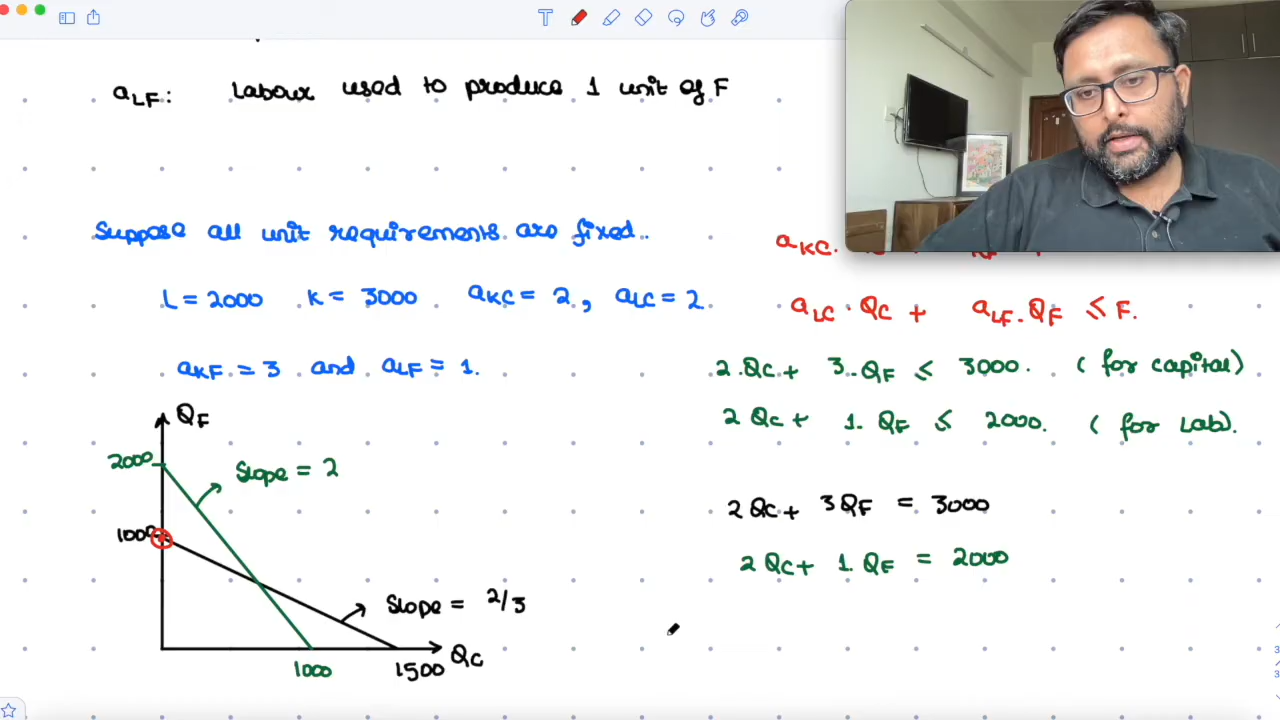 aLF: Labour used to produce 1 unit of F
Suppose all unit requirements are fixed.
L = 2000 K = 3000 aKC = 2, aLC = 2
aKF = 3 and aLF = 1.
aKC.
aLC . QC + aLF. QF ≤ F.
2.QC + 3.QF ≤ 3000. (for capital)
2 QC + 1. QF ≤ 2000. (for Lab).
2 QC + 3 QF = 3000
2 QC + 1. QF = 2000
QF
2000
Slope = 2
1000
Slope = 2/3
1000
1500
QC